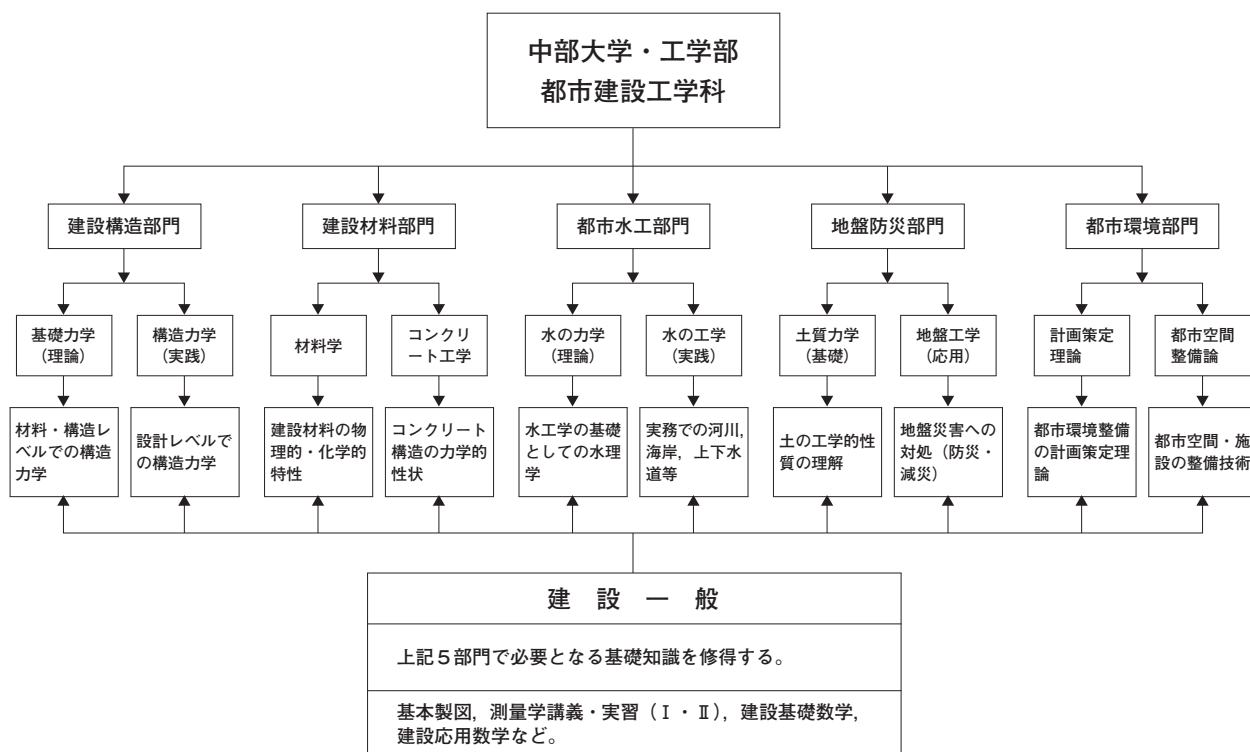 中部大学・工学部
都市建設工学科
建設構造部門
建設材料部門
都市水工部門
地盤防災部門
都市環境部門
基礎力学
（理論）
構造力学
（実践）
材料学
コンクリ
ート工学
水の力学
（理論）
水の工学
（実践）
土質力学
（基礎）
地盤工学
（応用）
計画策定
理論
都市空間
整備論
材料・構造レ
ベルでの構造
力学
設計レベルで
の構造力学
建設材料の物
理的・化学的
特性
コンクリート
構造の力学的
性状
水工学の基礎
としての水理
学
実務での河川，
海岸，上下水
道等
土の工学的性
質の理解
地盤災害への
対処（防災・
減災）
都市環境整備
の計画策定理
論
都市空間・施
設の整備技術
建　設　一　般
上記５部門で必要となる基礎知識を修得する。
基本製図，測量学講義・実習（Ⅰ・Ⅱ），建設基礎数学，
建設応用数学など。